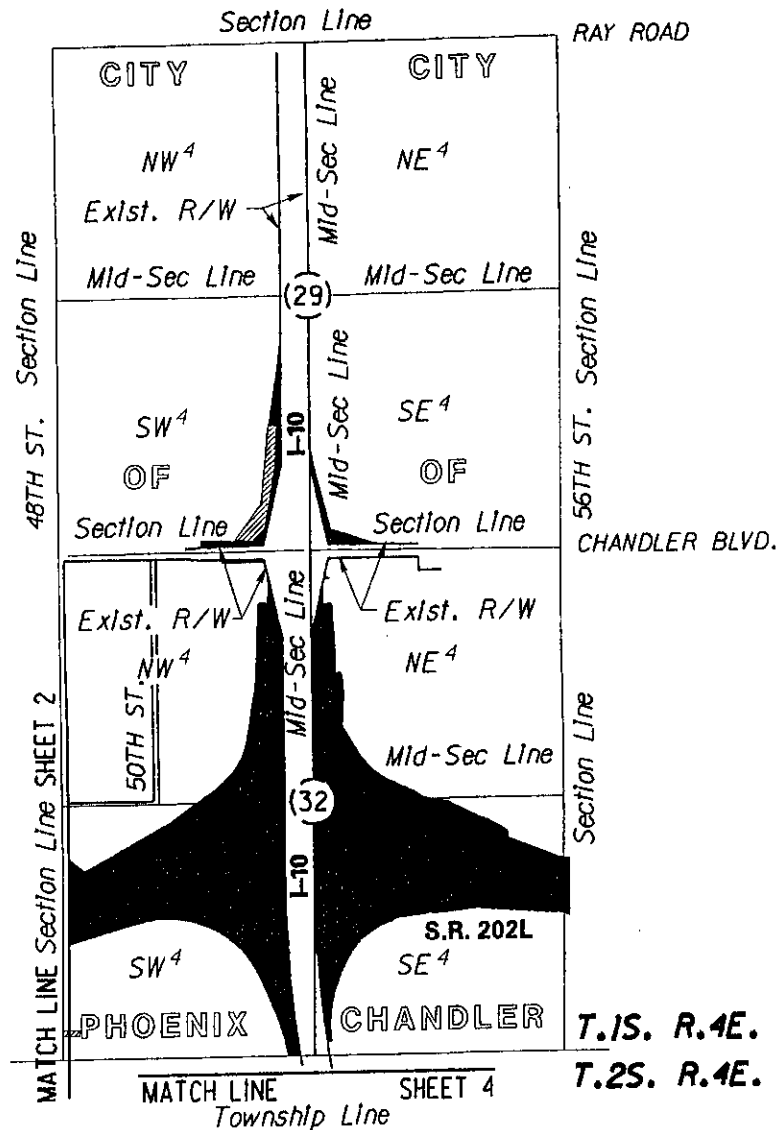 Section Line
RAY ROAD
CITY
CITY
NW⁴
NE⁴
Mid-Sec Line
Exist. R/W
Mid-Sec Line
Mid-Sec Line
48TH ST. Section Line
56TH ST. Section Line
(29)
Mid-Sec Line
SW⁴
I-10
SE⁴
OF
OF
Section Line
Section Line
CHANDLER BLVD.
Mid-Sec Line
Exist. R/W
Exist. R/W
NW⁴
NE⁴
50TH ST.
Mid-Sec Line
Section Line
(32)
I-10
S.R. 202L
MATCH LINE Section Line SHEET 2
SW⁴
SE⁴
PHOENIX
CHANDLER
T.1S. R.4E.
T.2S. R.4E.
MATCH LINE SHEET 4
Township Line